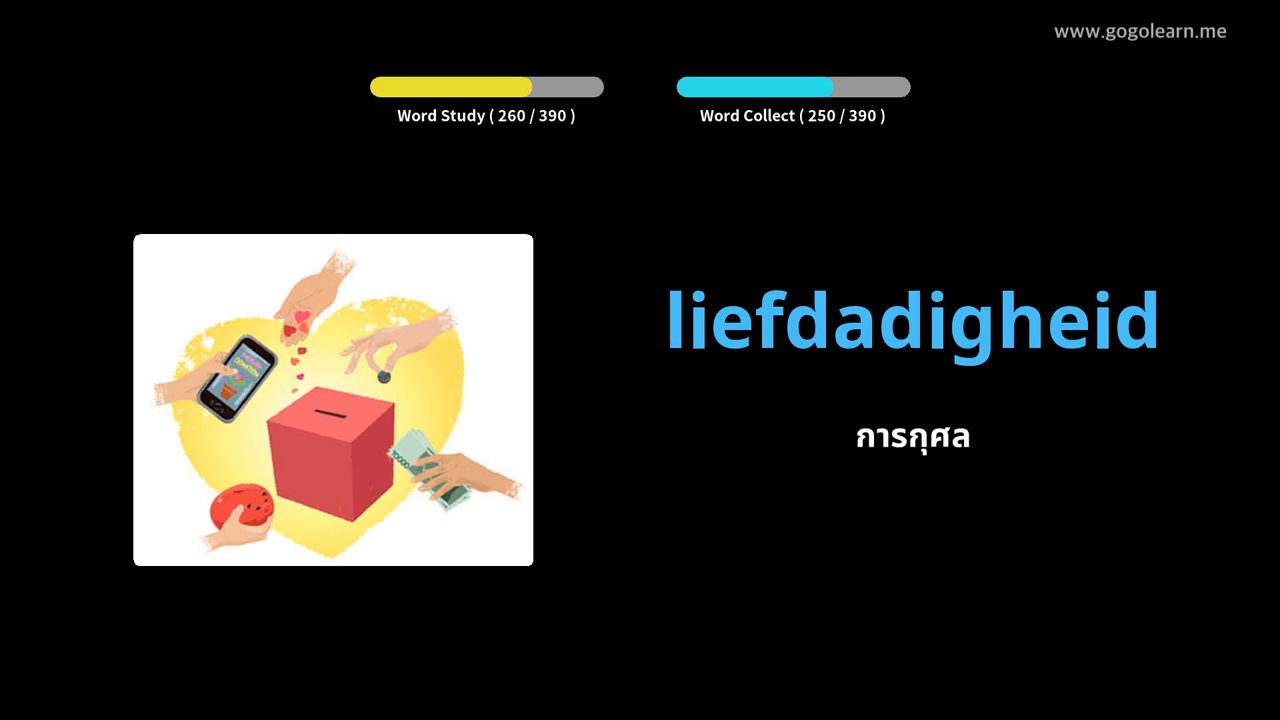 www.gogolearn.me
Word Study ( 260 / 390 )
Word Collect ( 250 / 390 )
liefdadigheid
การกุศล